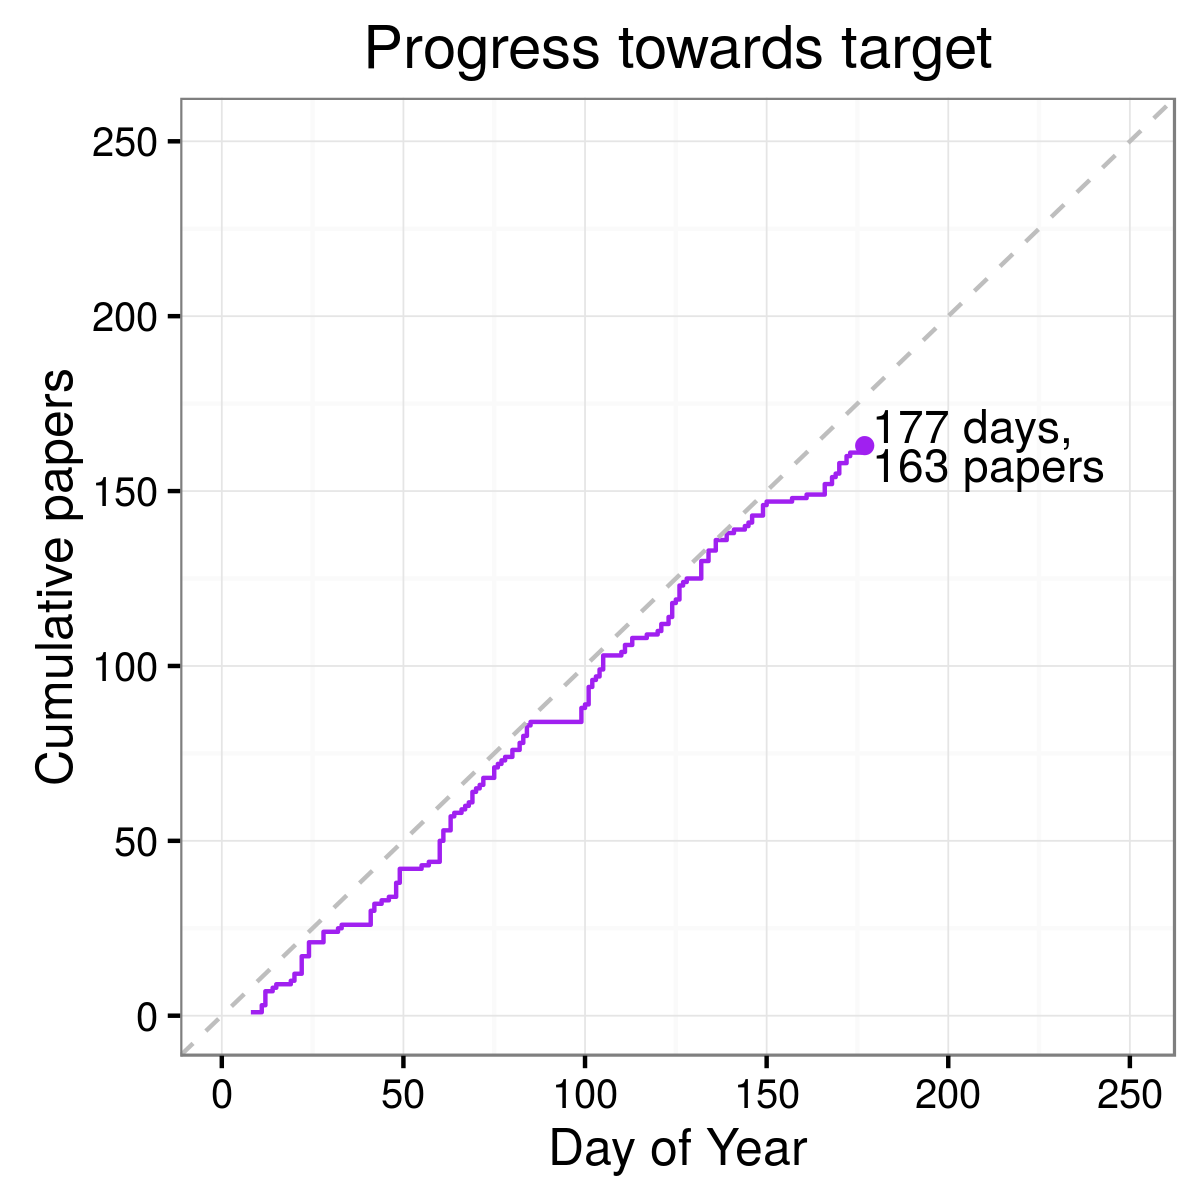 Progress towards target
250
200
150
100
50
0
Cumulative papers
177 days,
163 papers
0 50 100 150 200 250
Day of Year